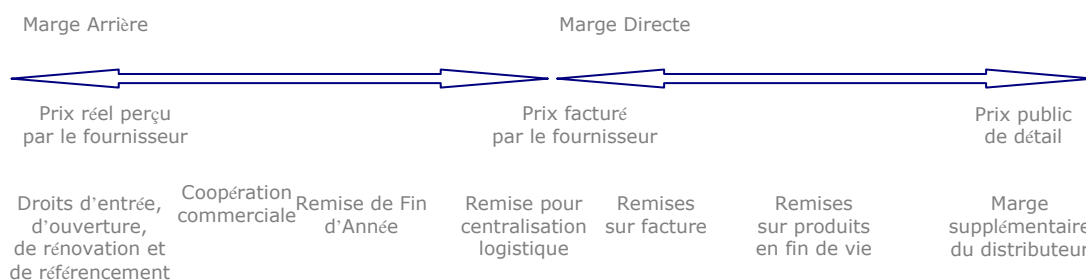 Marge Arrière
Marge Directe
Prix réel perçu
par le fournisseur
Prix facturé
par le fournisseur
Prix public
de détail
Droits d'entrée,
d'ouverture,
de rénovation et
de référencement
Coopération
commerciale
Remise de Fin
d'Année
Remise pour
centralisation
logistique
Remises
sur facture
Remises
sur produits
en fin de vie
Marge
supplémentaire
du distributeur